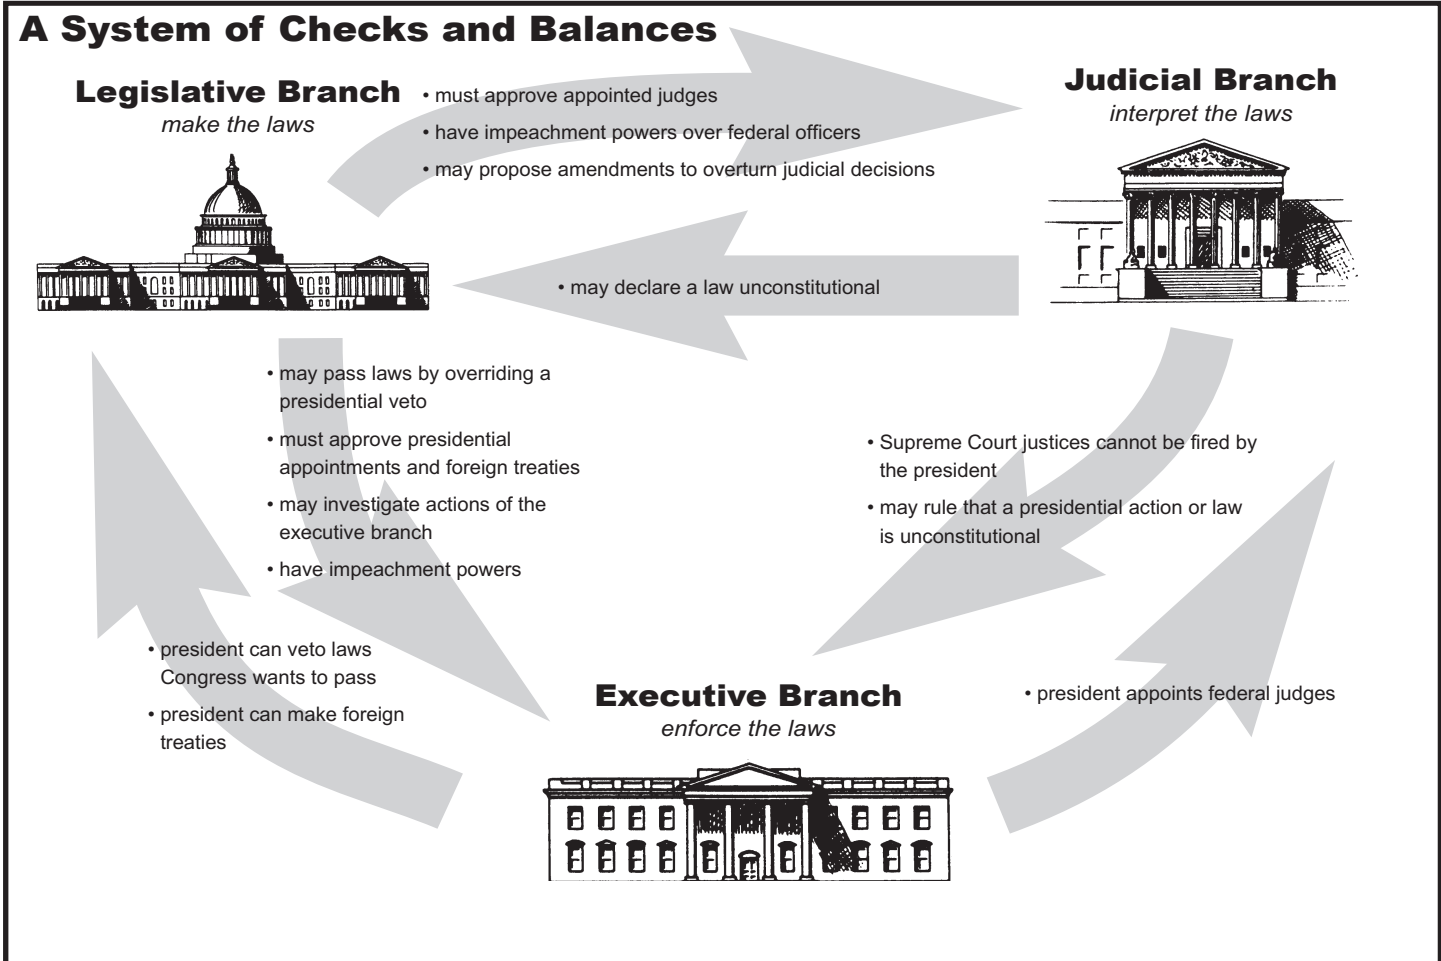 A System of Checks and Balances
Legislative Branch
make the laws
• must approve appointed judges
• have impeachment powers over federal officers
• may propose amendments to overturn judicial decisions
Judicial Branch
interpret the laws
• may declare a law unconstitutional
• may pass laws by overriding a
presidential veto
• must approve presidential
appointments and foreign treaties
• may investigate actions of the
executive branch
• have impeachment powers
• Supreme Court justices cannot be fired by
the president
• may rule that a presidential action or law
is unconstitutional
• president can veto laws
Congress wants to pass
• president can make foreign
treaties
Executive Branch
enforce the laws
• president appoints federal judges